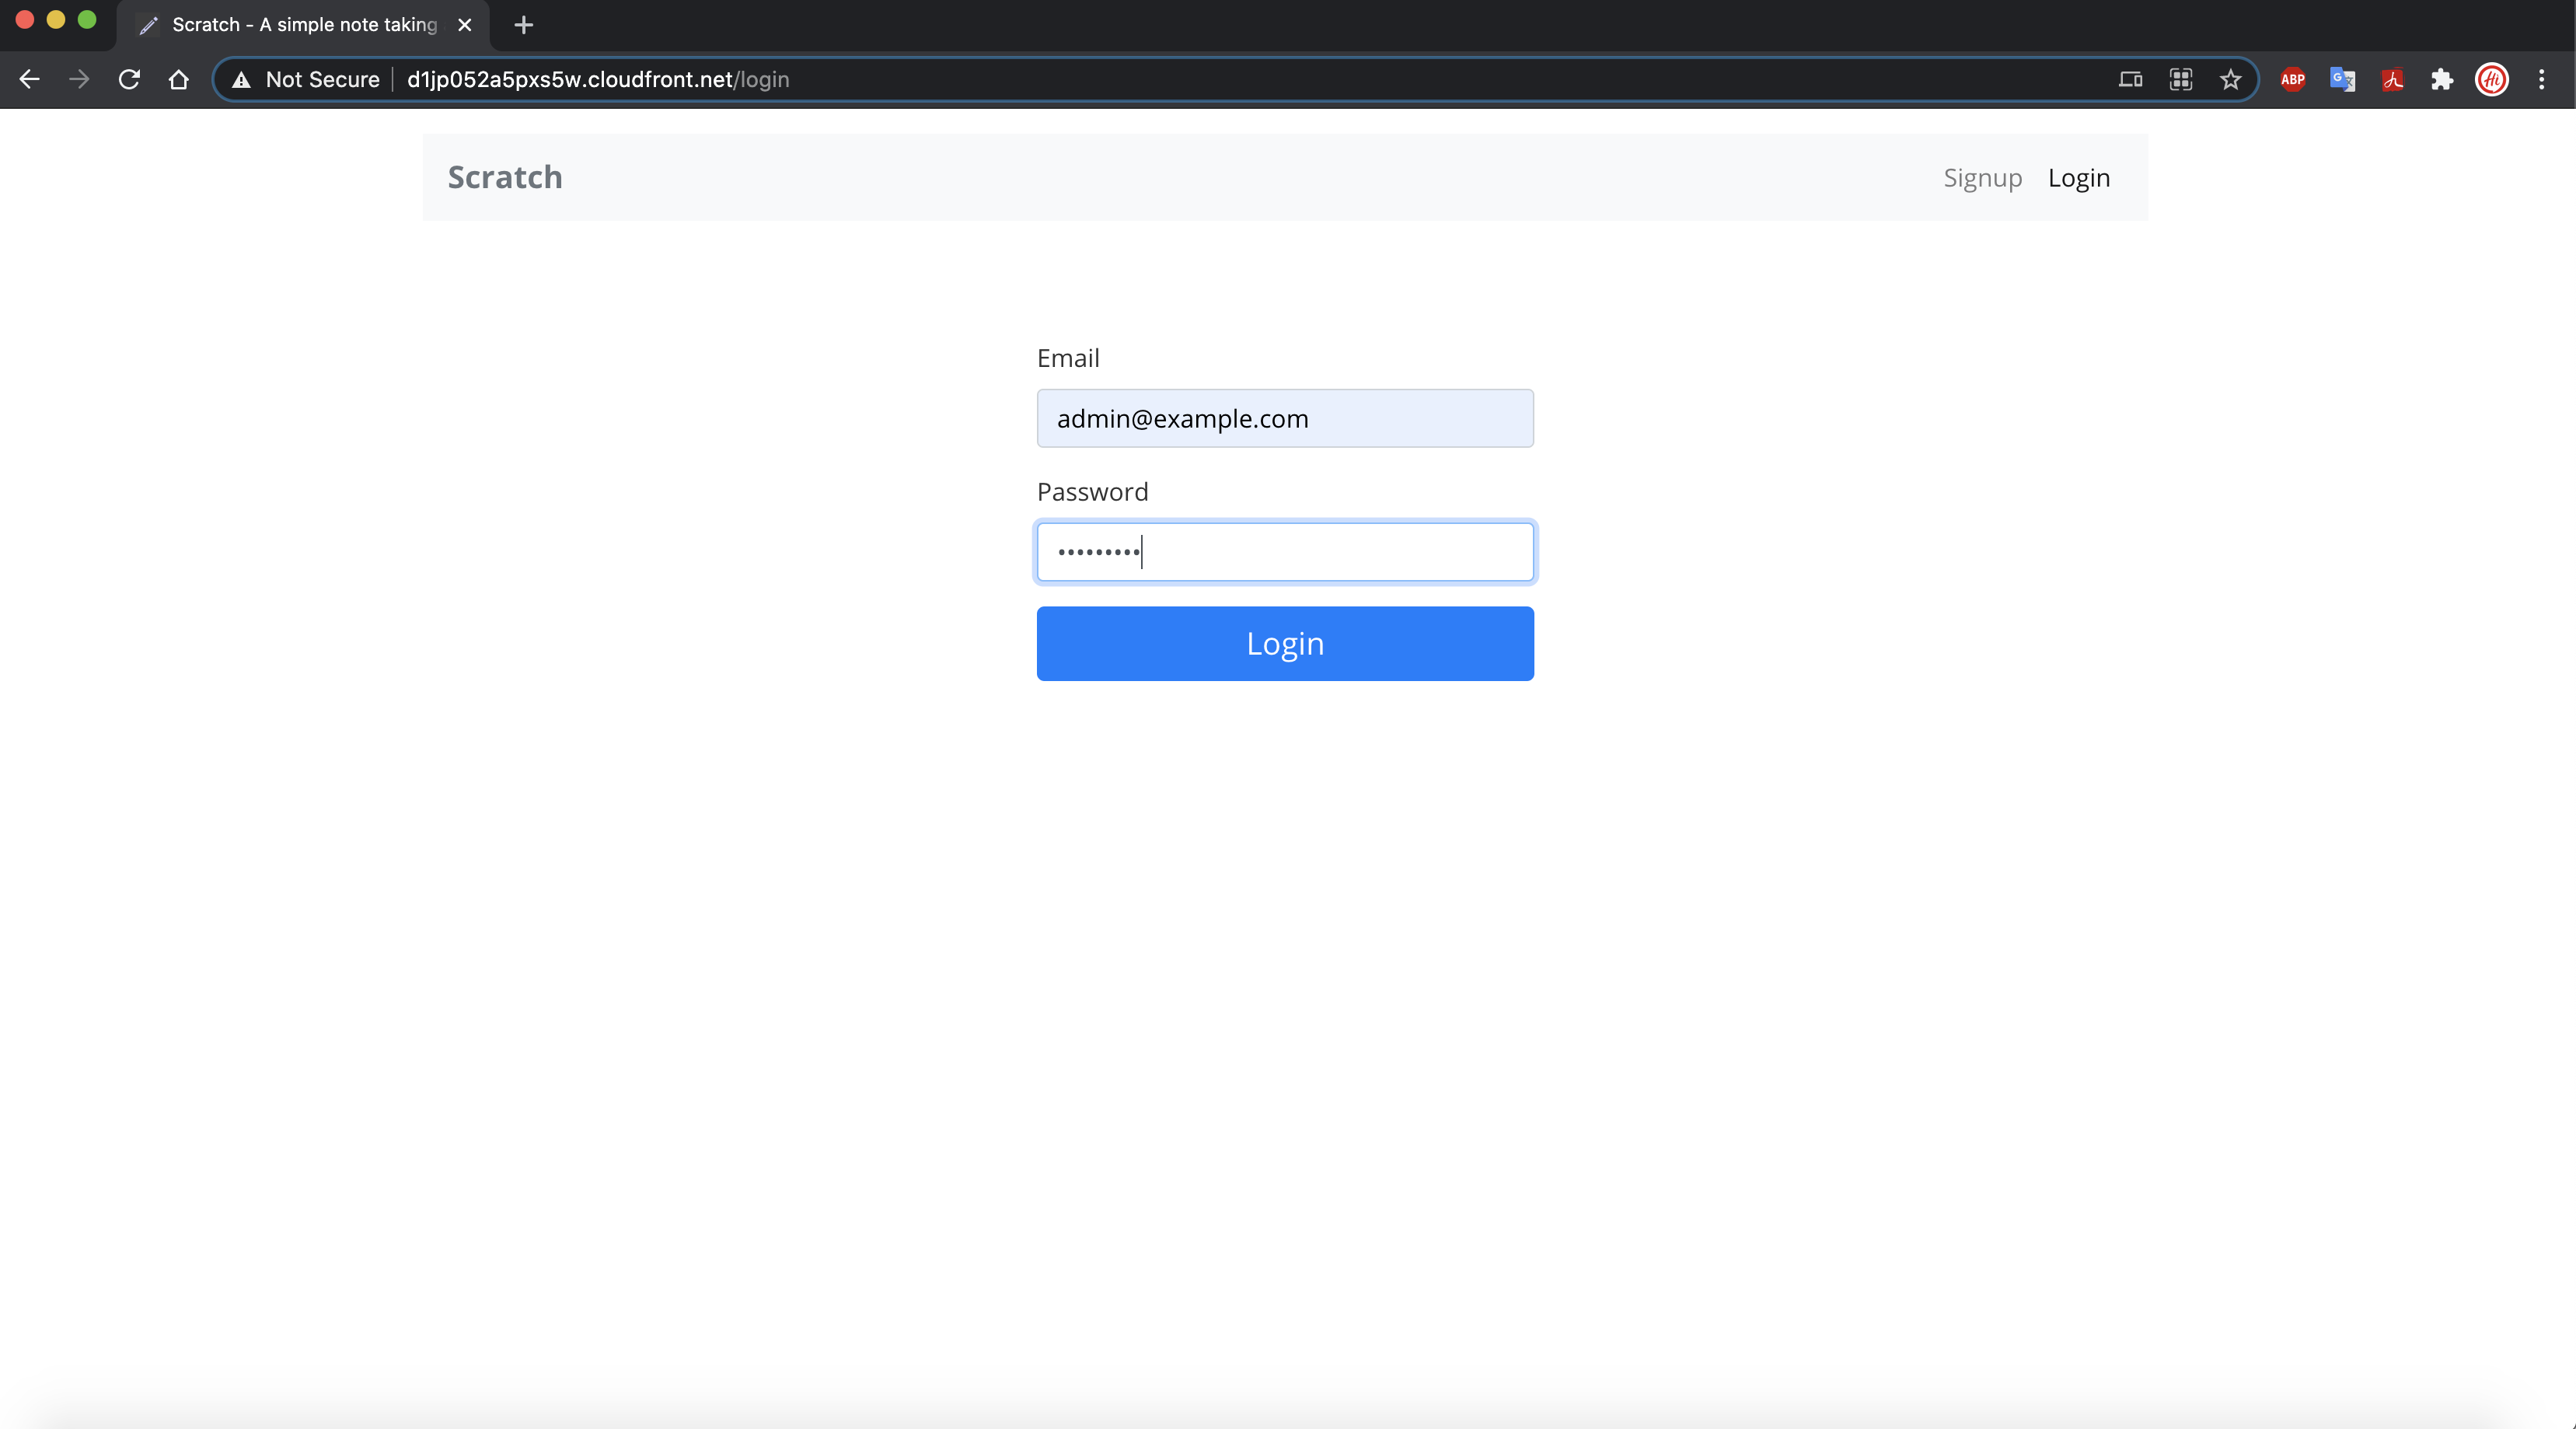 Scratch - A simple note taking
Not Secure | d1jp052a5pxs5w.cloudfront.net/login
ABP
G
Hi
Scratch
Signup Login
Email
admin@example.com
Password
•••••••••
Login